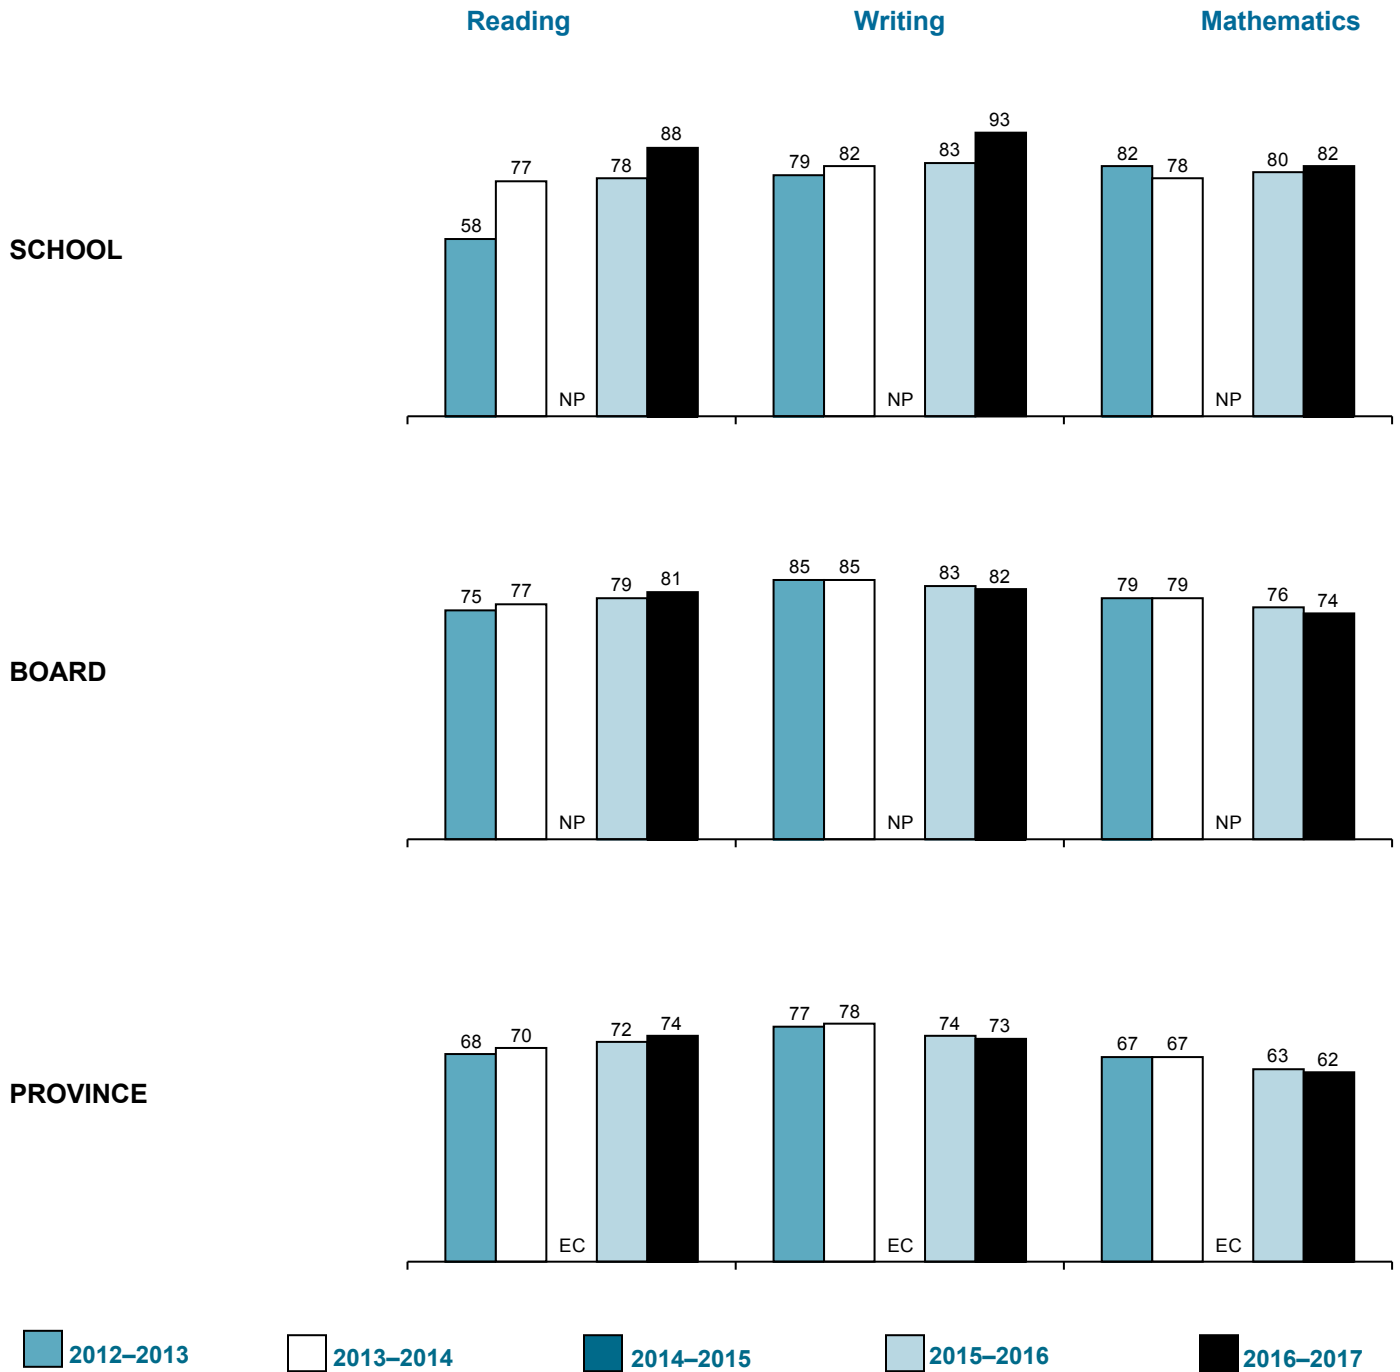 Reading Writing Mathematics
SCHOOL
58 77 NP 78 88 79 82 NP 83 93 82 78 NP 80 82
BOARD
75 77 NP 79 81 85 85 NP 83 82 79 79 NP 76 74
PROVINCE
68 70 EC 72 74 77 78 EC 74 73 67 67 EC 63 62
2012–2013 2013–2014 2014–2015 2015–2016 2016–2017